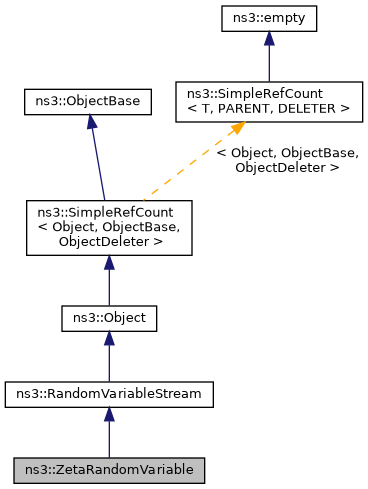 ns3::empty
ns3::SimpleRefCount
< T, PARENT, DELETER >
ns3::ObjectBase
< Object, ObjectBase,
ObjectDeleter >
ns3::SimpleRefCount
< Object, ObjectBase,
ObjectDeleter >
ns3::Object
ns3::RandomVariableStream
ns3::ZetaRandomVariable